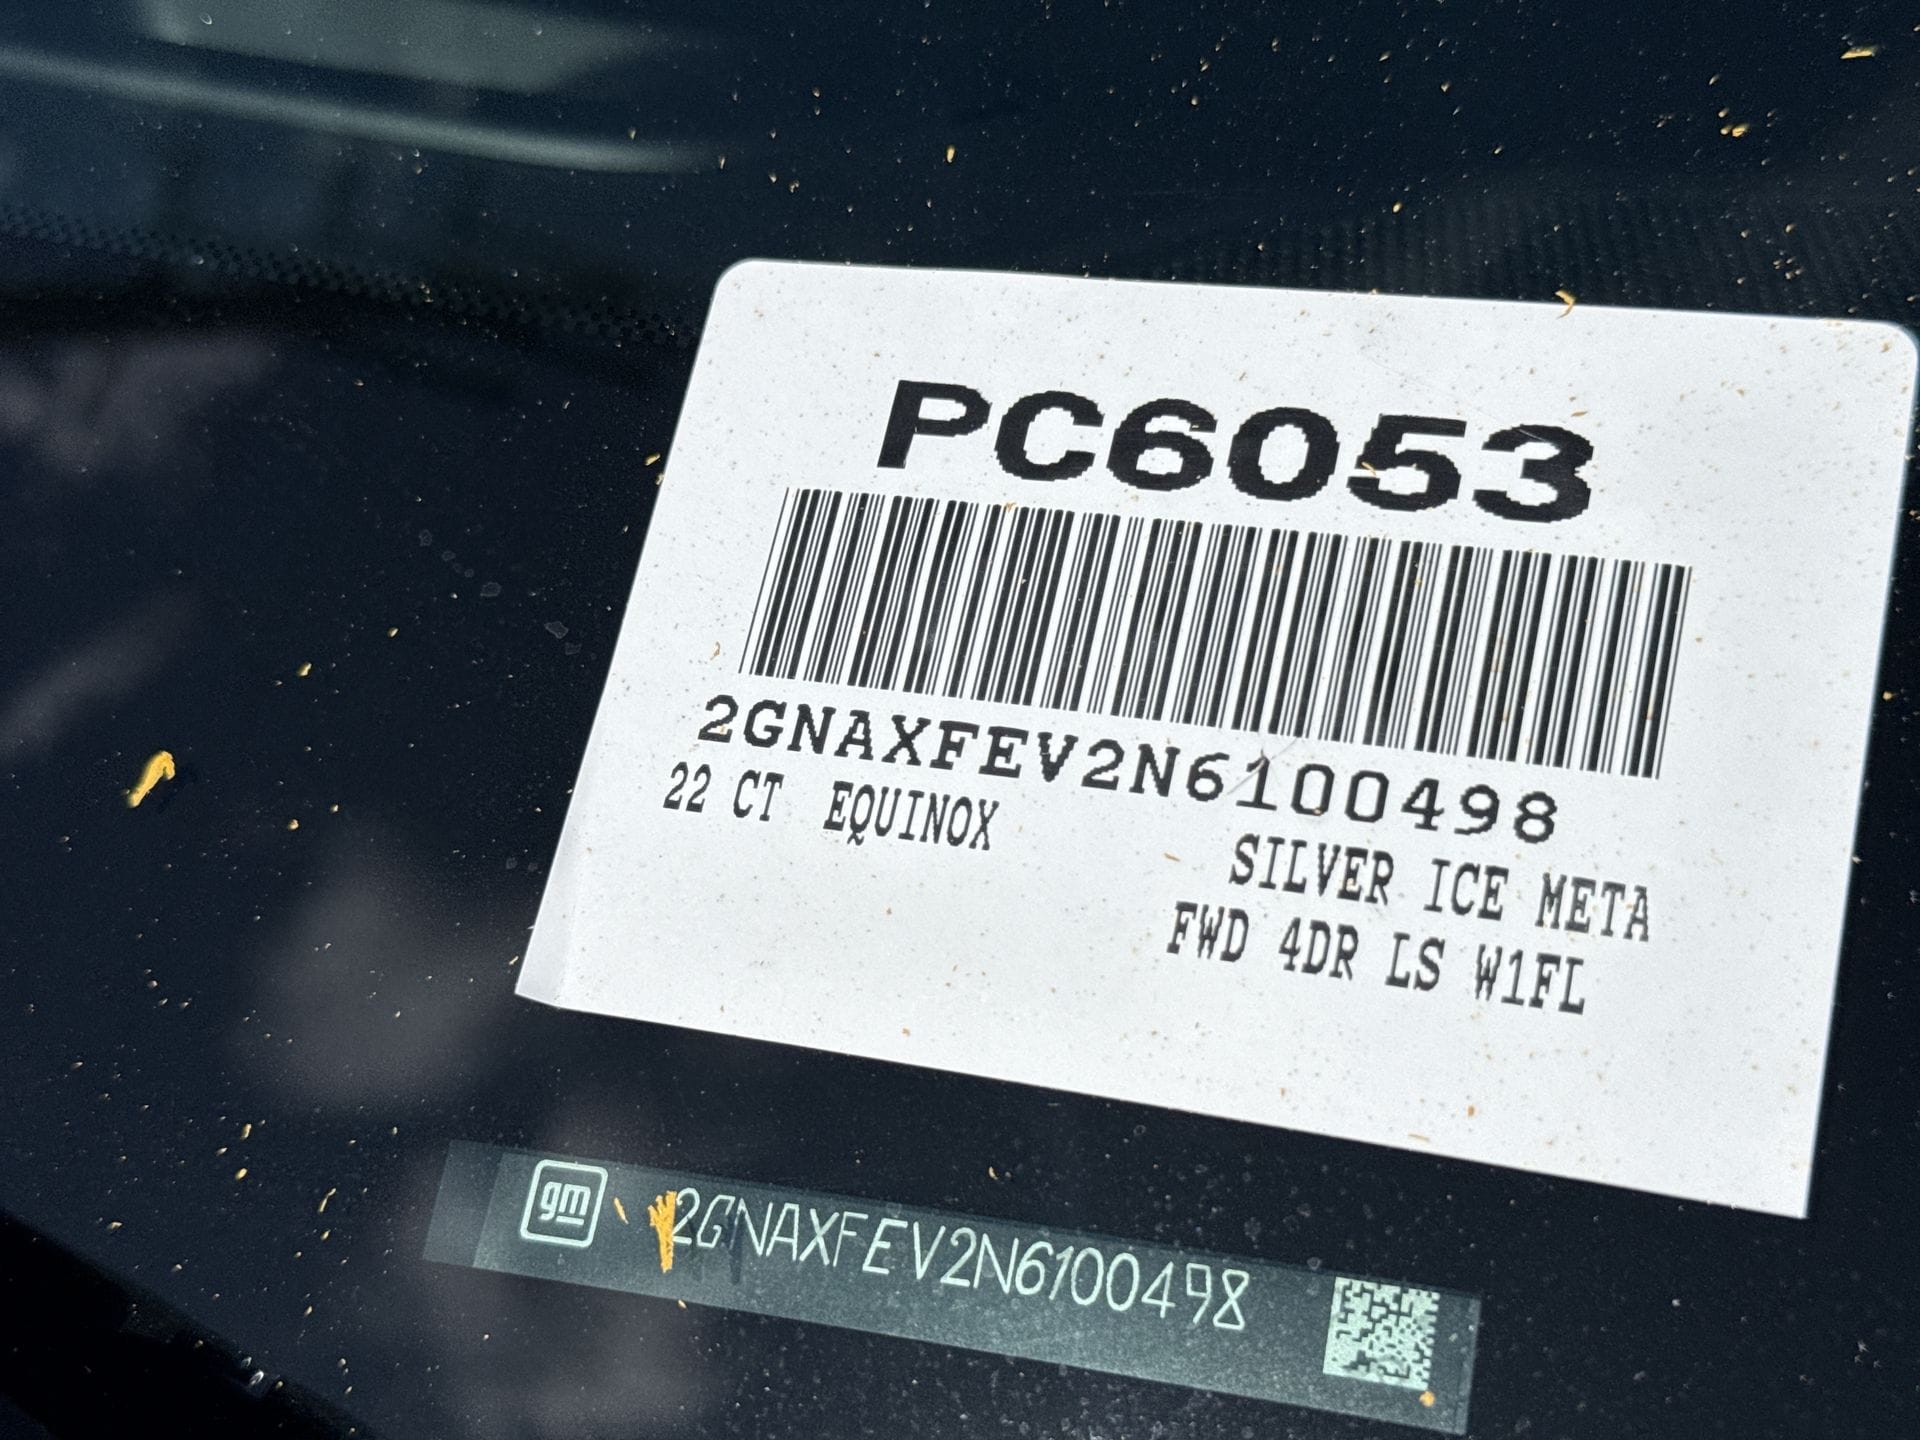 PC6053
2GNAXFEV2N6100498
22 CT EQUINOX
SILVER ICE META
FWD 4DR LS W1FL
gm 2GNAXFEV2N6100498